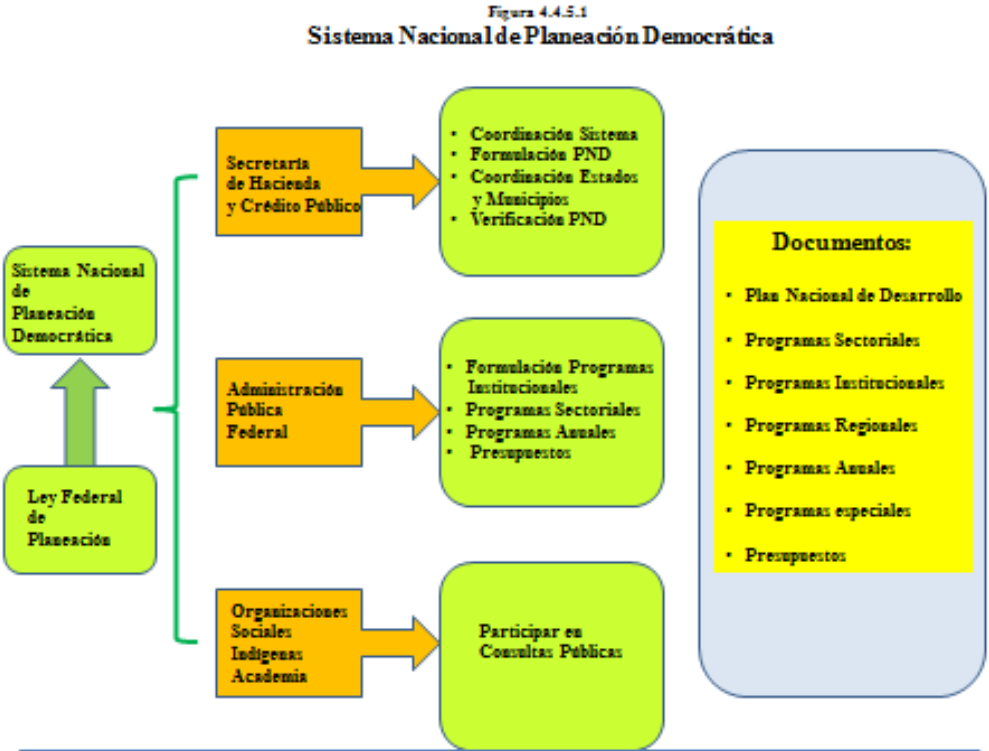 Figura 4.4.5.1
Sistema Nacional de Planeación Democrática
Sistema Nacional
de
Planeación
Democrática
Ley Federal
de
Planeación
Secretaría
de Hacienda
y Crédito Público
• Coordinación Sistema
• Formulación PND
• Coordinación Estados
y Municipios
• Verificación PND
Administración
Pública
Federal
• Formulación Programas
Institucionales
• Programas Sectoriales
• Programas Anuales
• Presupuestos
Organizaciones
Sociales
Indígenas
Academia
Participar en
Consultas Públicas
Documentos:
• Plan Nacional de Desarrollo
• Programas Sectoriales
• Programas Institucionales
• Programas Regionales
• Programas Anuales
• Programas especiales
• Presupuestos